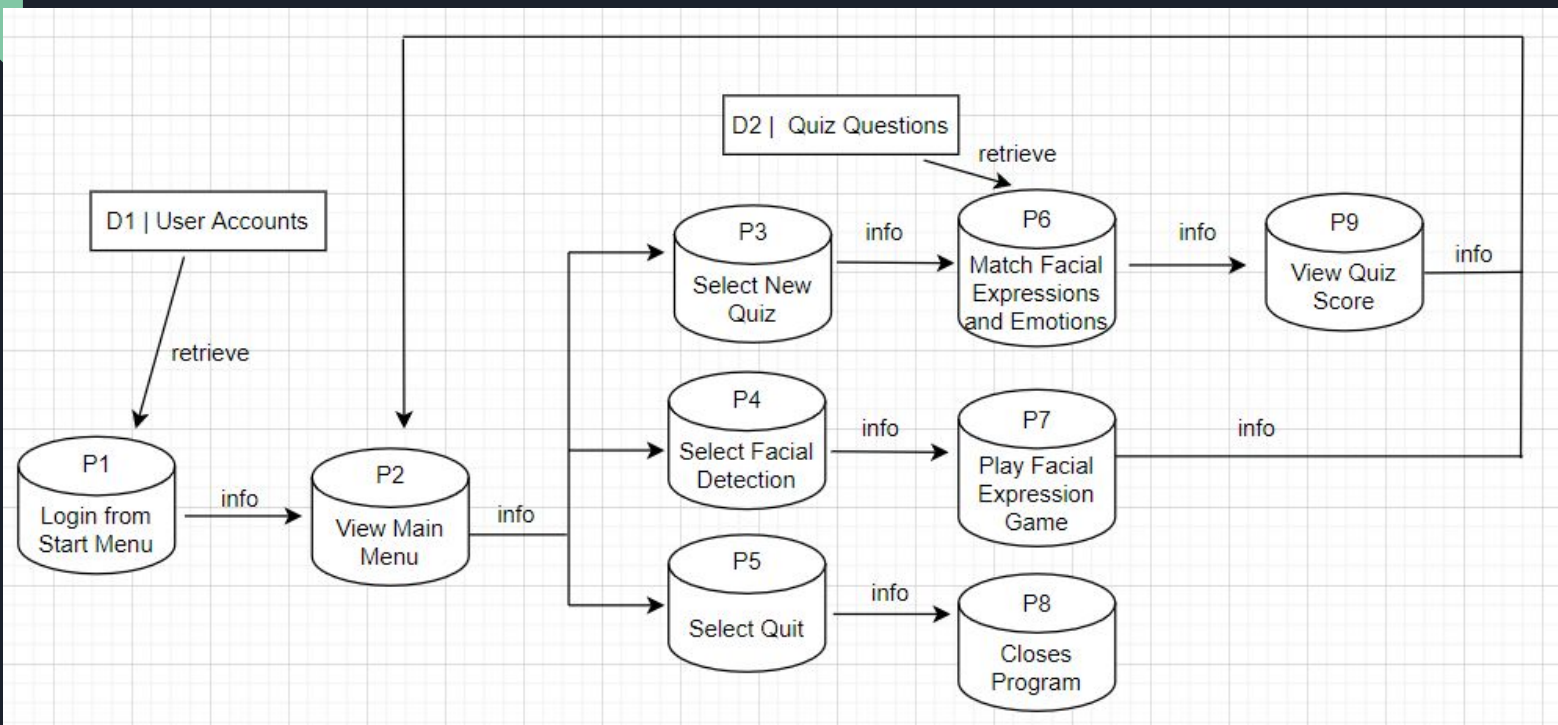 D2 | Quiz Questions
retrieve
D1 | User Accounts
retrieve
P1
Login from
Start Menu
info
P2
View Main
Menu
info
P3
Select New
Quiz
info
P6
Match Facial
Expressions
and Emotions
info
P9
View Quiz
Score
info
P4
Select Facial
Detection
info
P7
Play Facial
Expression
Game
info
P5
Select Quit
info
P8
Closes
Program